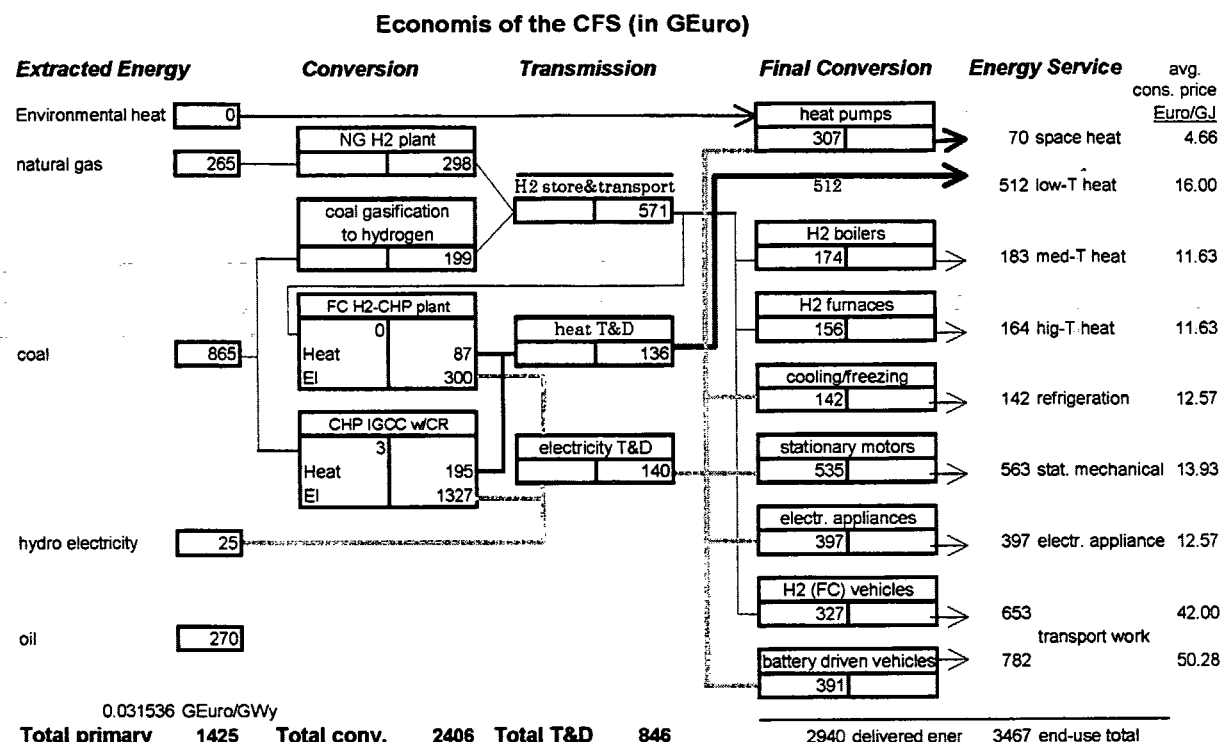 Economis of the CFS (in GEuro)
Extracted Energy Conversion Transmission Final Conversion Energy Service avg.
cons. price
Euro/GJ
Environmental heat 0 heat pumps
307 70 space heat 4.66
NG H2 plant
natural gas 265 298
H2 store&transport 512 512 low-T heat 16.00
571
coal gasification
to hydrogen
199
H2 boilers
174 183 med-T heat 11.63
FC H2-CHP plant
0
Heat 87
El 300
H2 furnaces
156 164 hig-T heat 11.63
heat T&D
136
coal 865
cooling/freezing
142 142 refrigeration 12.57
CHP IGCC w/CR
3
Heat 195
El 1327
electricity T&D
140
stationary motors
535 563 stat. mechanical 13.93
electr. appliances
hydro electricity 25 397 397 electr. appliance 12.57
H2 (FC) vehicles
327 653 42.00
oil 270 transport work
battery driven vehicles 782 50.28
391
0.031536 GEuro/GWy
Total primary 1425 Total conv. 2406 Total T&D 846 2940 delivered ener 3467 end-use total